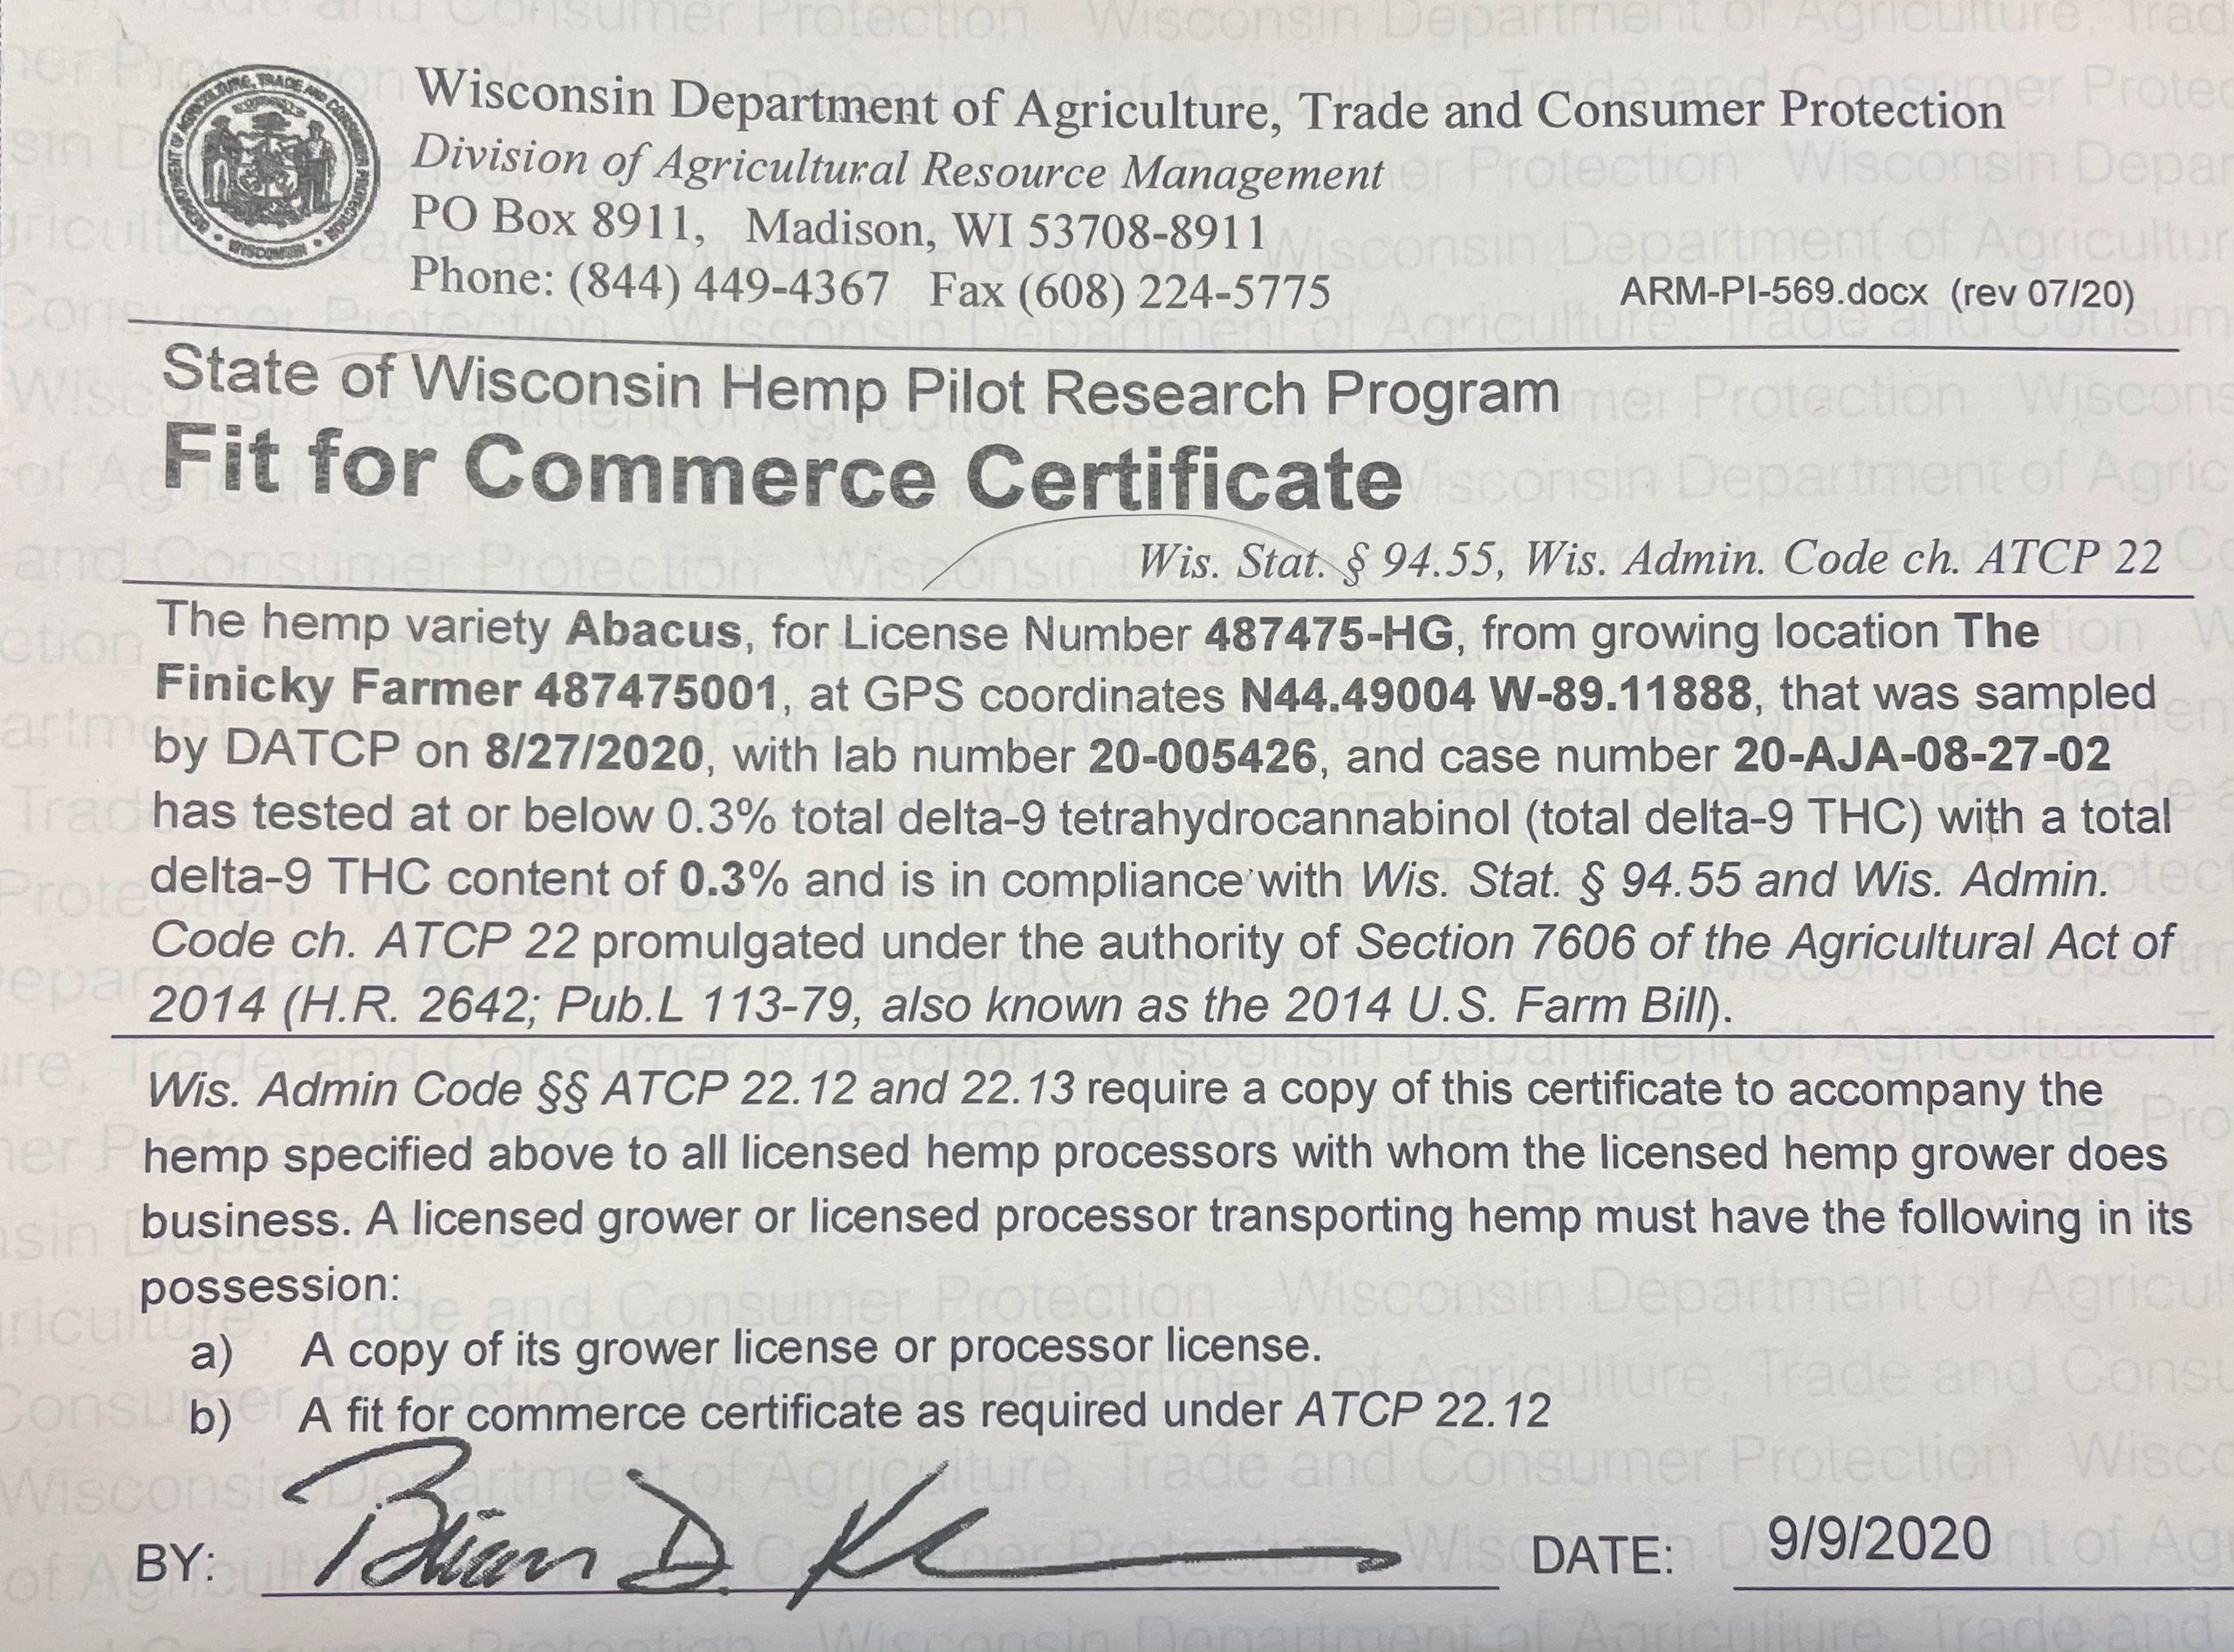 Wisconsin Department of Agriculture, Trade and Consumer Protection
Division of Agricultural Resource Management
PO Box 8911, Madison, WI 53708-8911
Phone: (844) 449-4367 Fax (608) 224-5775
ARM-PI-569.docx (rev 07/20)
State of Wisconsin Hemp Pilot Research Program
Fit for Commerce Certificate
Wis. Stat. § 94.55, Wis. Admin. Code ch. ATCP 22
The hemp variety Abacus, for License Number 487475-HG, from growing location The
Finicky Farmer 487475001, at GPS coordinates N44.49004 W-89.11888, that was sampled
by DATCP on 8/27/2020, with lab number 20-005426, and case number 20-AJA-08-27-02
has tested at or below 0.3% total delta-9 tetrahydrocannabinol (total delta-9 THC) with a total
delta-9 THC content of 0.3% and is in compliance with Wis. Stat. § 94.55 and Wis. Admin.
Code ch. ATCP 22 promulgated under the authority of Section 7606 of the Agricultural Act of
2014 (H.R. 2642; Pub.L 113-79, also known as the 2014 U.S. Farm Bill).
Wis. Admin Code §§ ATCP 22.12 and 22.13 require a copy of this certificate to accompany the
hemp specified above to all licensed hemp processors with whom the licensed hemp grower does
business. A licensed grower or licensed processor transporting hemp must have the following in its
possession:
a) A copy of its grower license or processor license.
b) A fit for commerce certificate as required under ATCP 22.12
BY: Brian D. DATE: 9/9/2020